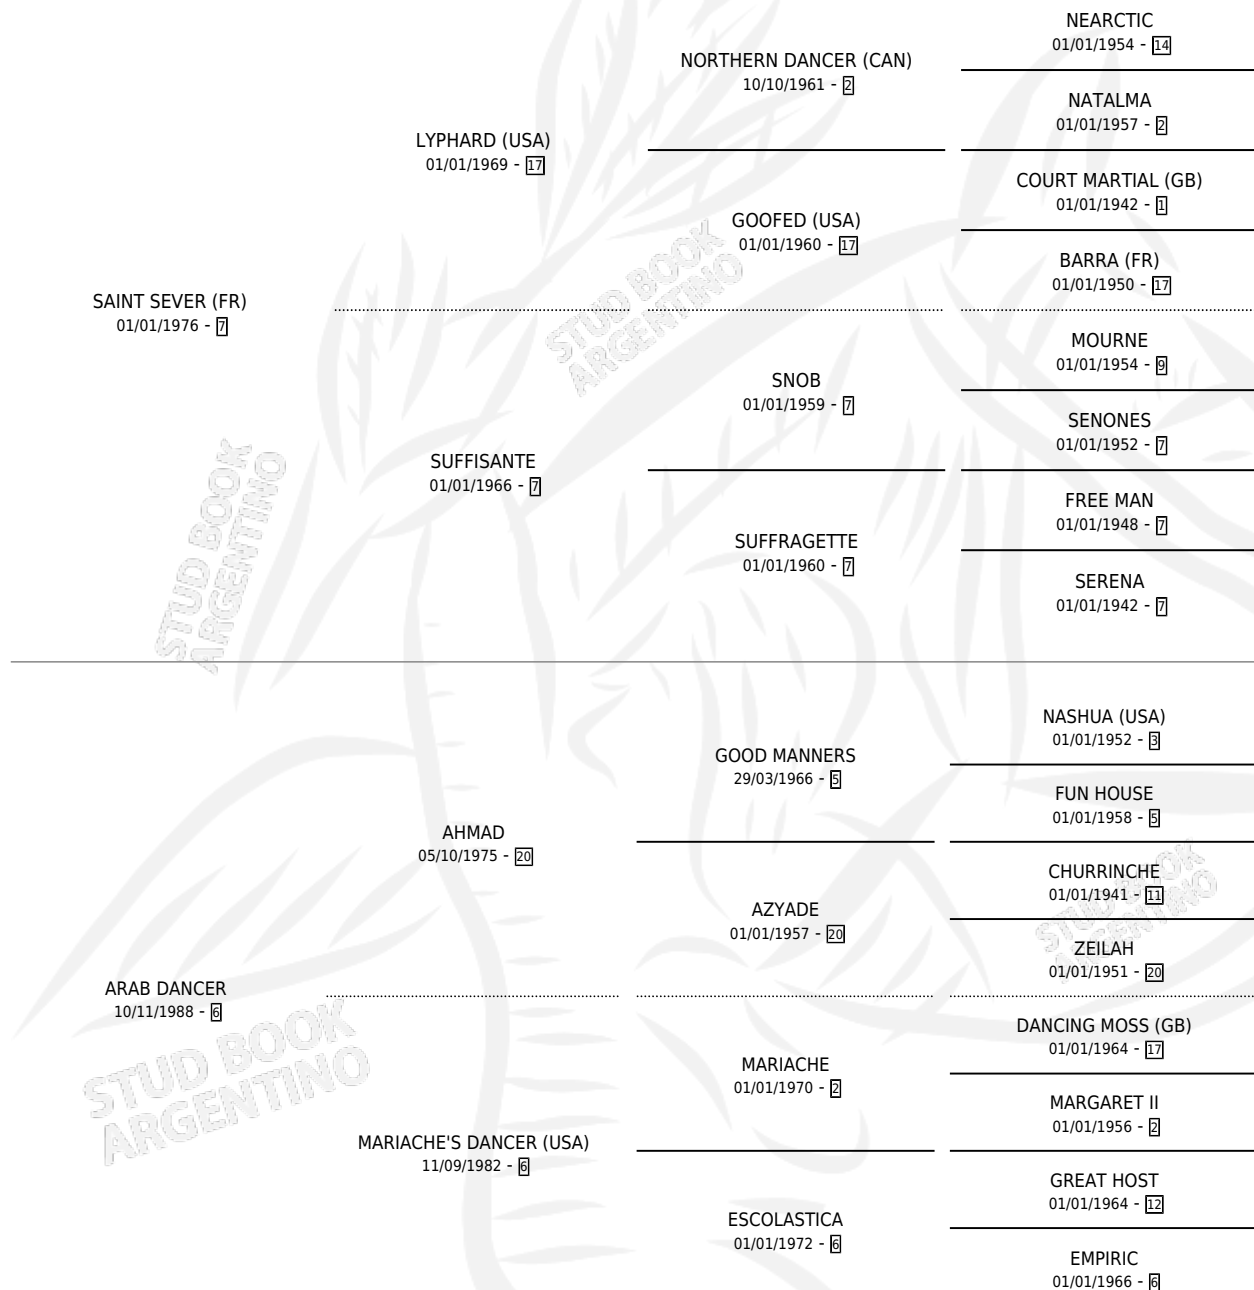 SAINT SEVER (FR)
01/01/1976 - 7
LYPHARD (USA)
01/01/1969 - 17
NORTHERN DANCER (CAN)
10/10/1961 - 2
NEARCTIC
01/01/1954 - 14
NATALMA
01/01/1957 - 2
GOOFED (USA)
01/01/1960 - 17
COURT MARTIAL (GB)
01/01/1942 - 1
BARRA (FR)
01/01/1950 - 17
SUFFISANTE
01/01/1966 - 7
SNOB
01/01/1959 - 7
MOURNE
01/01/1954 - 9
SENONES
01/01/1952 - 7
SUFFRAGETTE
01/01/1960 - 7
FREE MAN
01/01/1948 - 7
SERENA
01/01/1942 - 7
ARAB DANCER
10/11/1988 - 6
AHMAD
05/10/1975 - 20
GOOD MANNERS
29/03/1966 - 5
NASHUA (USA)
01/01/1952 - 3
FUN HOUSE
01/01/1958 - 5
AZYADE
01/01/1957 - 20
CHURRINCHE
01/01/1941 - 11
ZEILAH
01/01/1951 - 20
MARIACHE'S DANCER (USA)
11/09/1982 - 6
MARIACHE
01/01/1970 - 2
DANCING MOSS (GB)
01/01/1964 - 17
MARGARET II
01/01/1956 - 2
ESCOLASTICA
01/01/1972 - 6
GREAT HOST
01/01/1964 - 12
EMPIRIC
01/01/1966 - 6
STUD BOOK
ARGENTINO
STUD BOOK
ARGENTINO
STUD BOOK
ARGENTINO
STUD BOOK
ARGENTINO